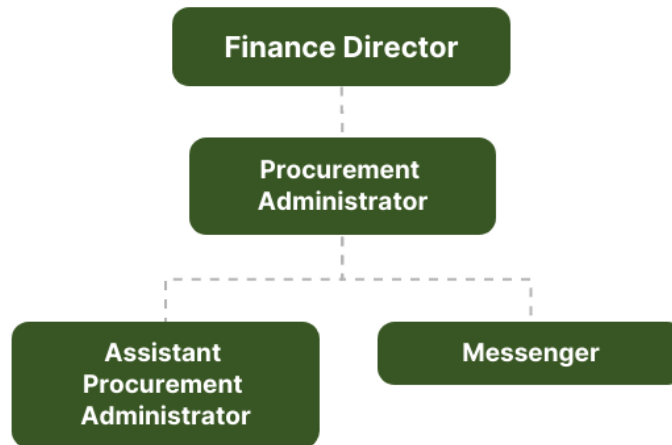 Finance Director
Procurement
Administrator
Assistant
Procurement
Administrator
Messenger